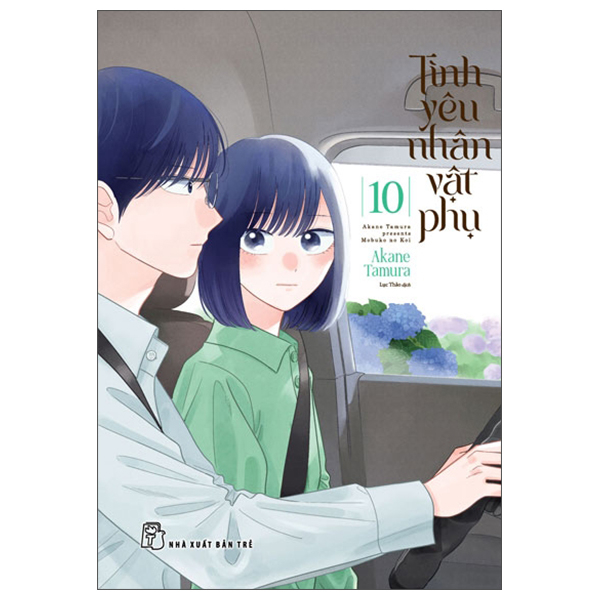 Tình
yêu
nhân
vật
phụ
10
Akane Tamura
presents
Mobuko no Koi
Akane
Tamura
Lục Thảo dịch
NHÀ XUẤT BẢN TRẺ